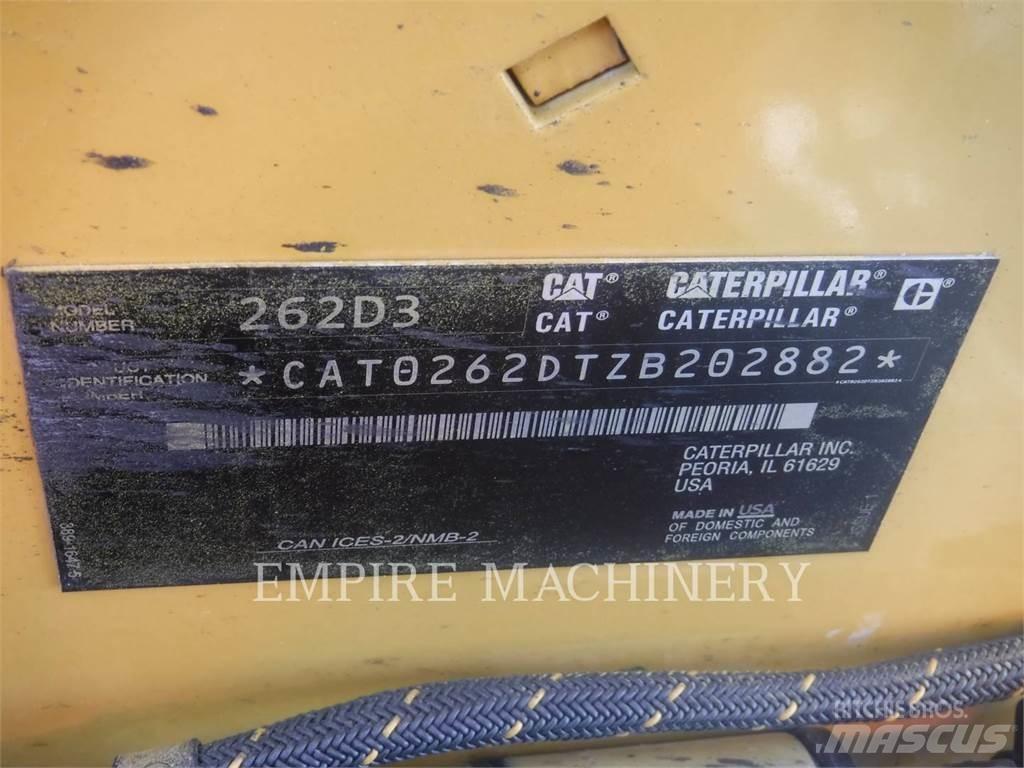 MODEL NUMBER 262D3
CAT® CATERPILLAR®
CAT® CATERPILLAR®
IDENTIFICATION *CAT0262DTZB202882*
CATERPILLAR INC.
PEORIA, IL 61629
USA
MADE IN USA
OF DOMESTIC AND
FOREIGN COMPONENTS
CAN ICES-2/NMB-2
EMPIRE MACHINERY
RITCHIE BROS.
MASCUS